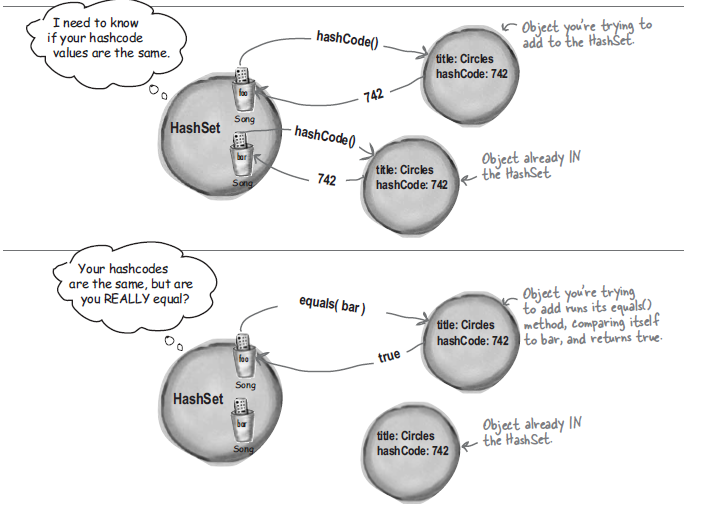 I need to know
if your hashcode
values are the same.
hashCode()
Object you're trying to
add to the HashSet.
title: Circles
hashCode: 742
742
foo
Song
HashSet
hashCode()
bar
Song
742
title: Circles
hashCode: 742
Object already IN
the HashSet
Your hashcodes
are the same, but are
you REALLY equal?
equals( bar )
Object you're trying
to add runs its equals()
method, comparing itself
to bar, and returns true.
title: Circles
hashCode: 742
true
foo
Song
HashSet
bar
Song
title: Circles
hashCode: 742
Object already IN
the HashSet.